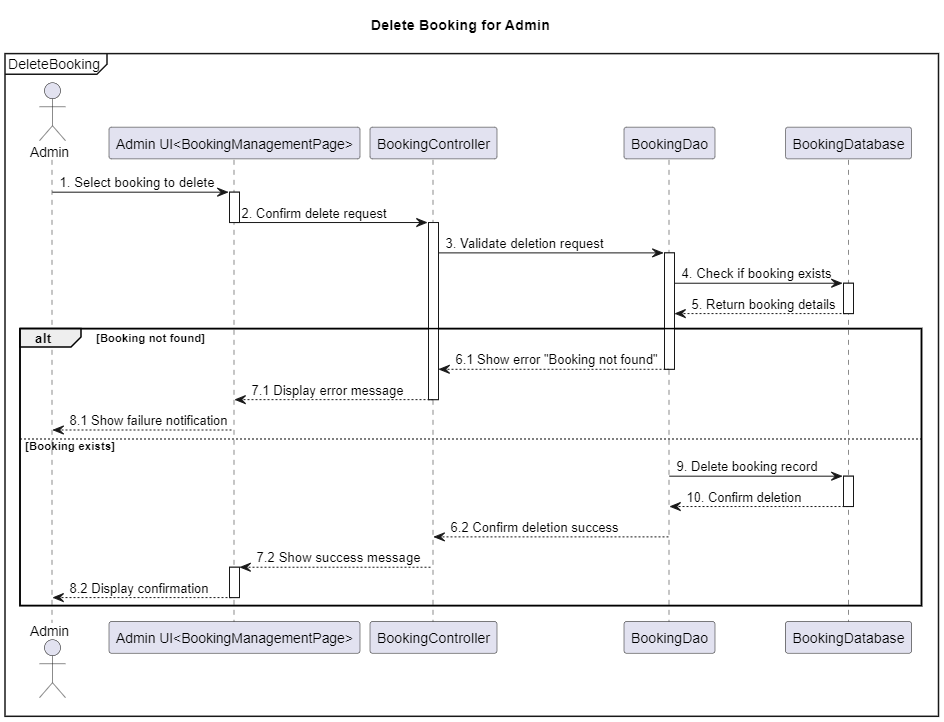 Delete Booking for Admin
DeleteBooking
Admin
Admin UI<BookingManagementPage>
BookingController
BookingDao
BookingDatabase
1. Select booking to delete
2. Confirm delete request
3. Validate deletion request
4. Check if booking exists
5. Return booking details
alt
[Booking not found]
6.1 Show error "Booking not found"
7.1 Display error message
8.1 Show failure notification
[Booking exists]
9. Delete booking record
10. Confirm deletion
6.2 Confirm deletion success
7.2 Show success message
8.2 Display confirmation
Admin
Admin UI<BookingManagementPage>
BookingController
BookingDao
BookingDatabase